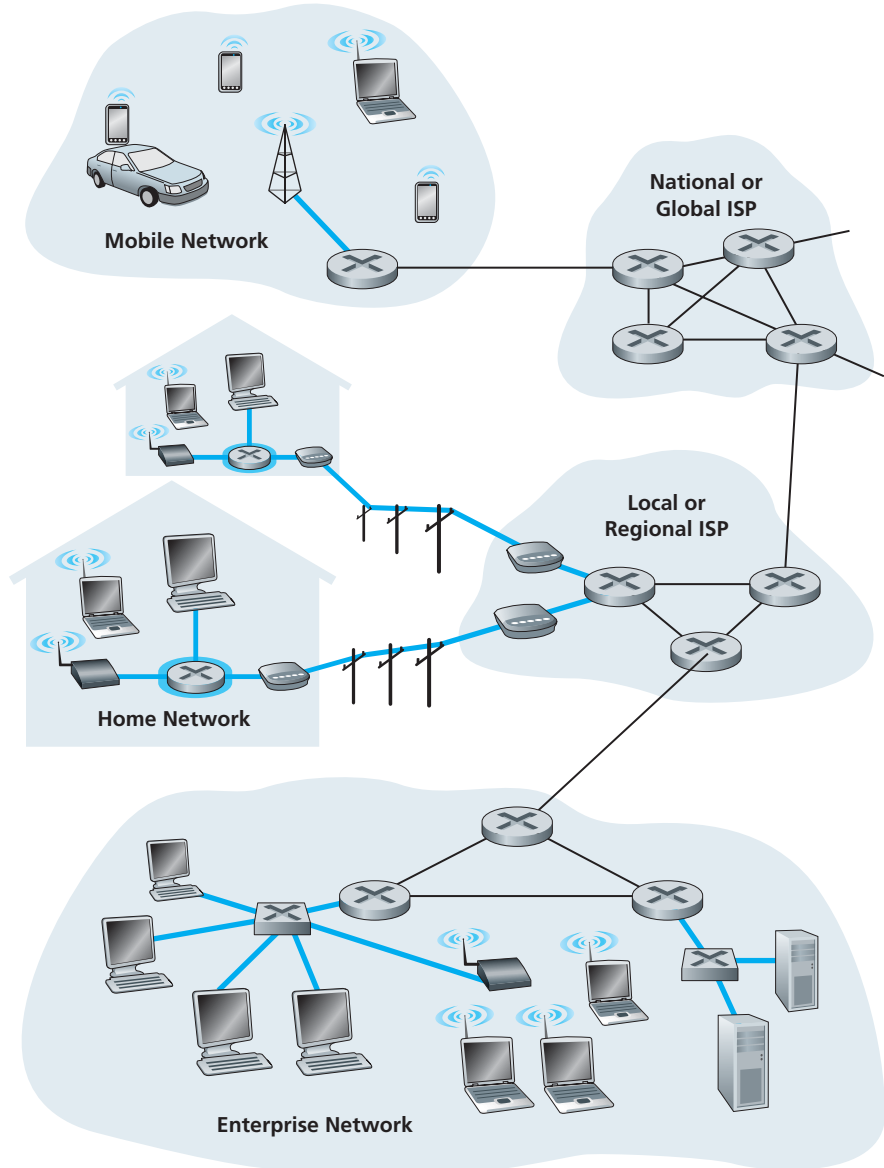 National or
Global ISP
Mobile Network
Local or
Regional ISP
Home Network
Enterprise Network